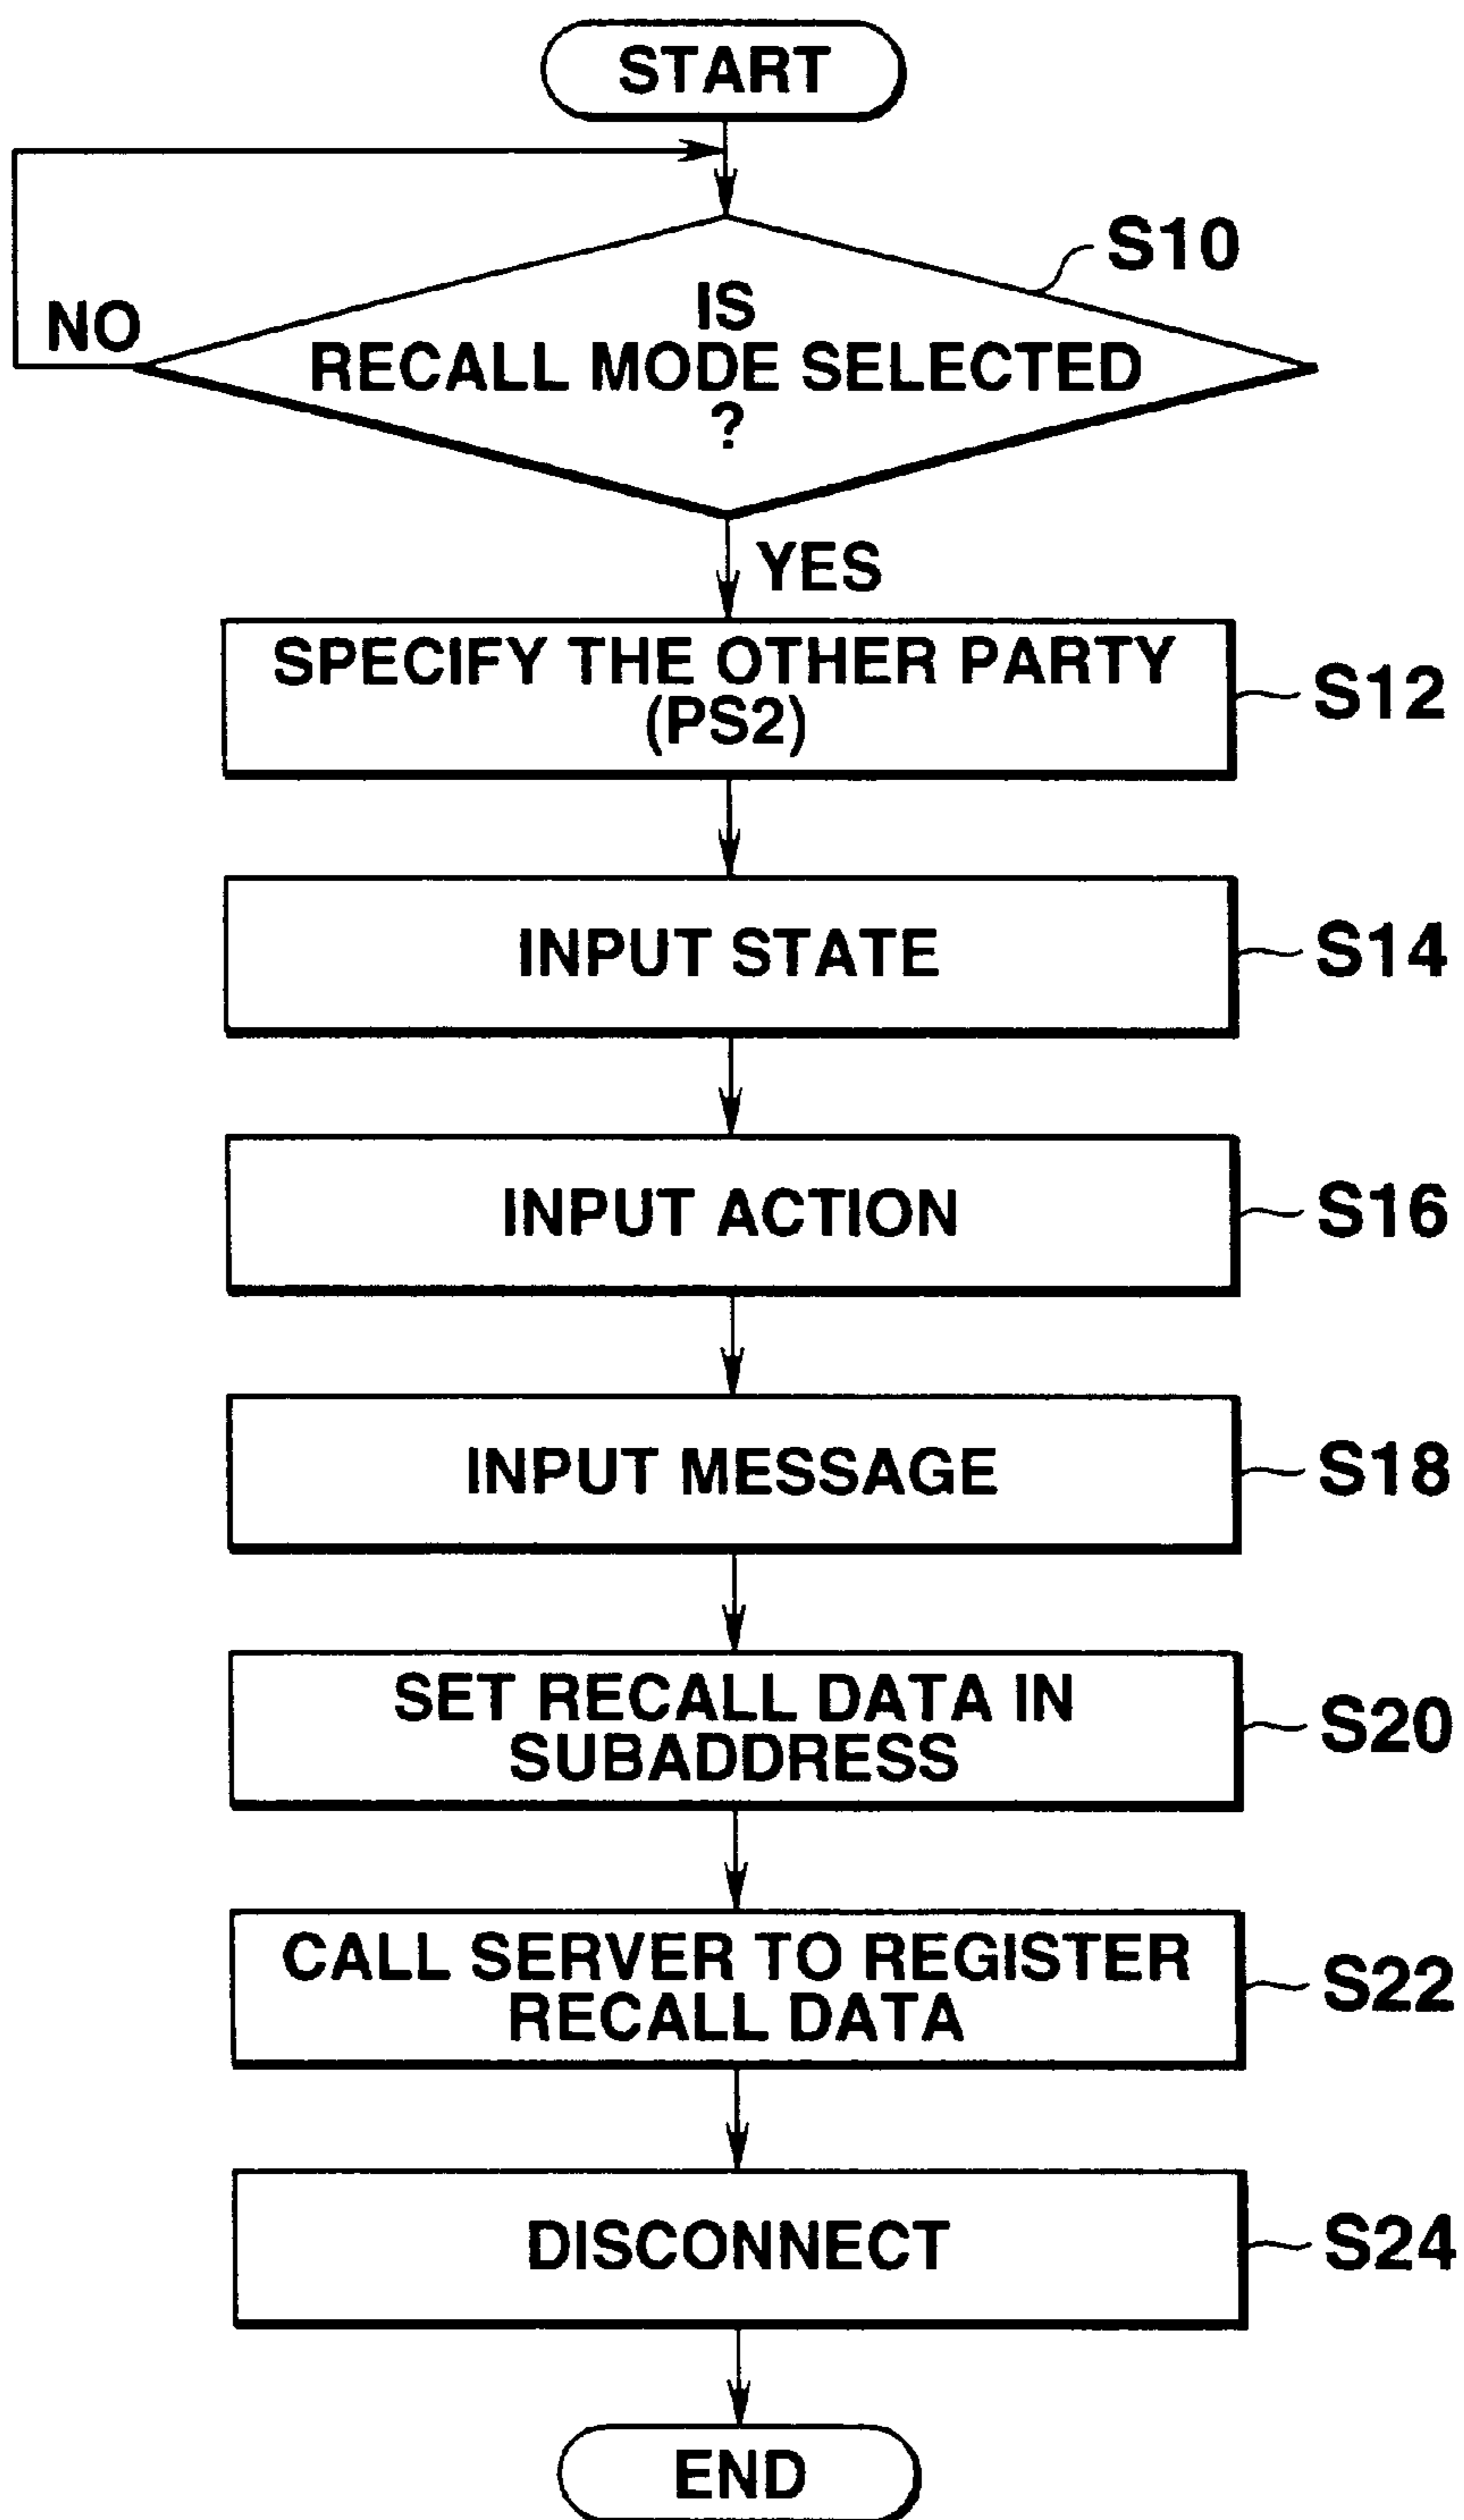 START
S10
NO
IS
RECALL MODE SELECTED
?
YES
SPECIFY THE OTHER PARTY
(PS2)
S12
INPUT STATE
S14
INPUT ACTION
S16
INPUT MESSAGE
S18
SET RECALL DATA IN
SUBADDRESS
S20
CALL SERVER TO REGISTER
RECALL DATA
S22
DISCONNECT
S24
END